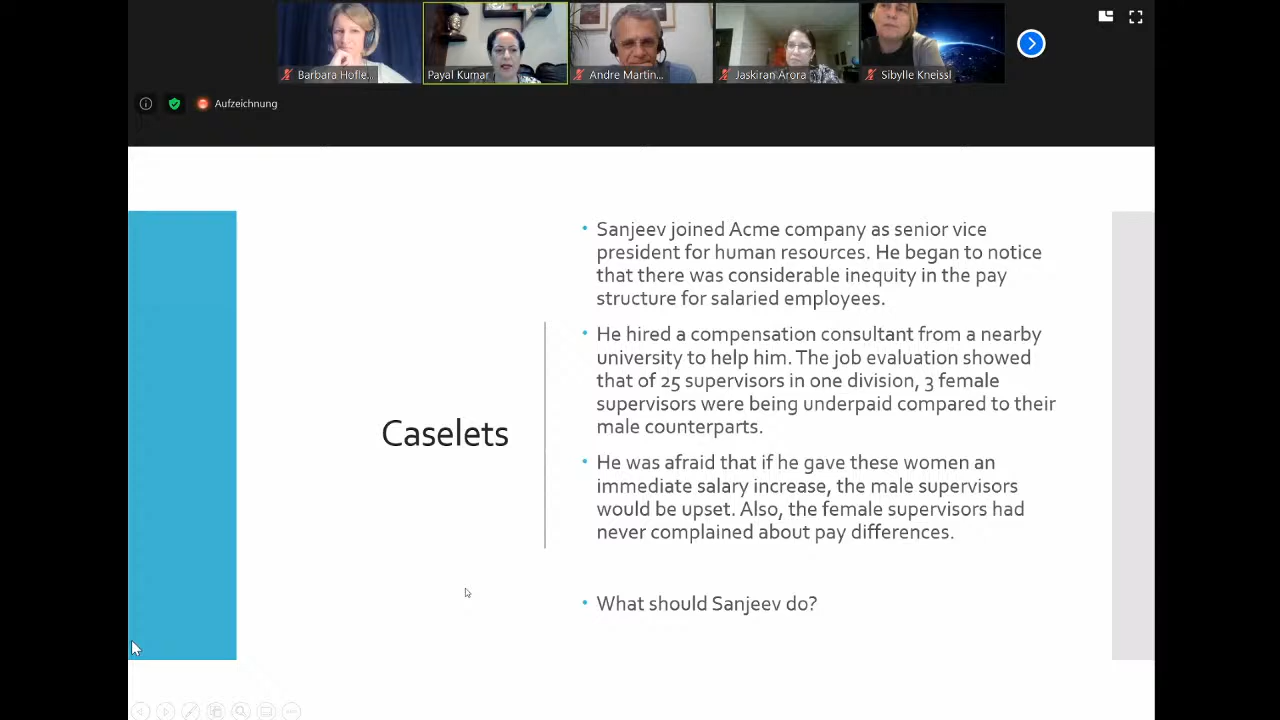 Barbara Hofle...
Payal Kumar
Andre Martin...
Jaskiran Arora
Sibylle Kneissl
Aufzeichnung
• Sanjeev joined Acme company as senior vice
president for human resources. He began to notice
that there was considerable inequity in the pay
structure for salaried employees.
• He hired a compensation consultant from a nearby
university to help him. The job evaluation showed
that of 25 supervisors in one division, 3 female
supervisors were being underpaid compared to their
male counterparts.
Caselets
• He was afraid that if he gave these women an
immediate salary increase, the male supervisors
would be upset. Also, the female supervisors had
never complained about pay differences.
• What should Sanjeev do?